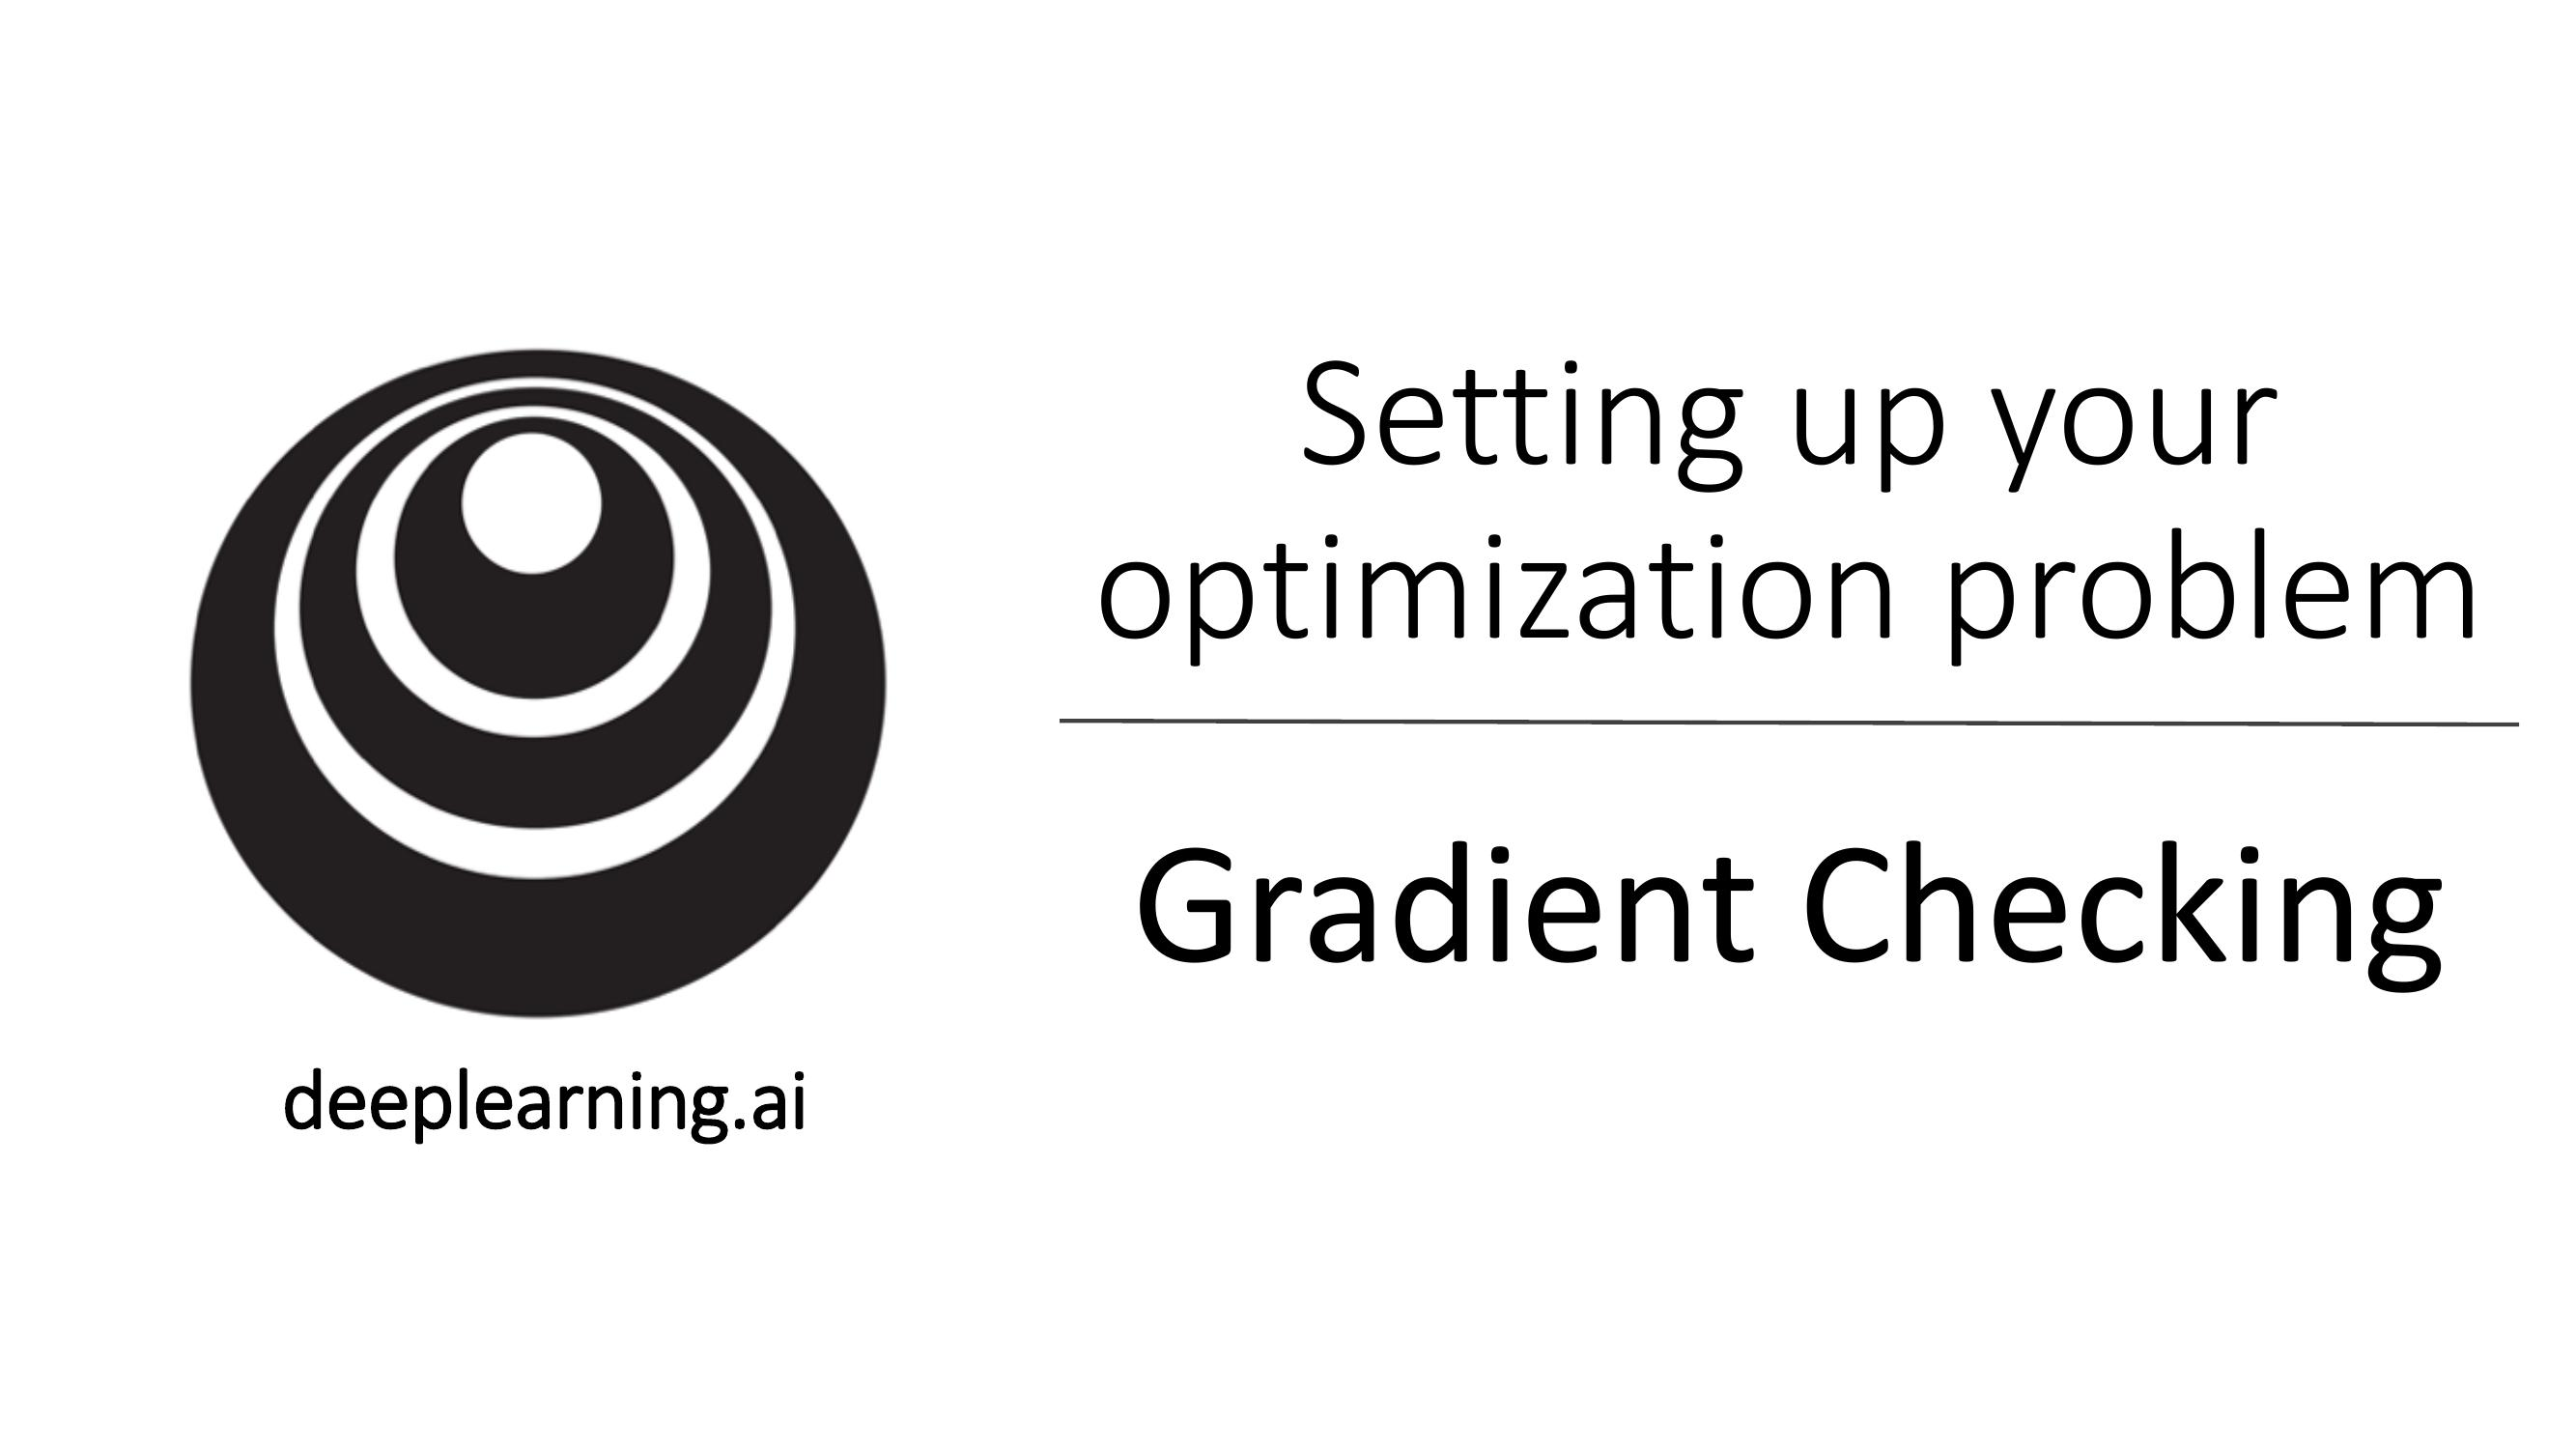 Setting up your
optimization problem
Gradient Checking
deeplearning.ai